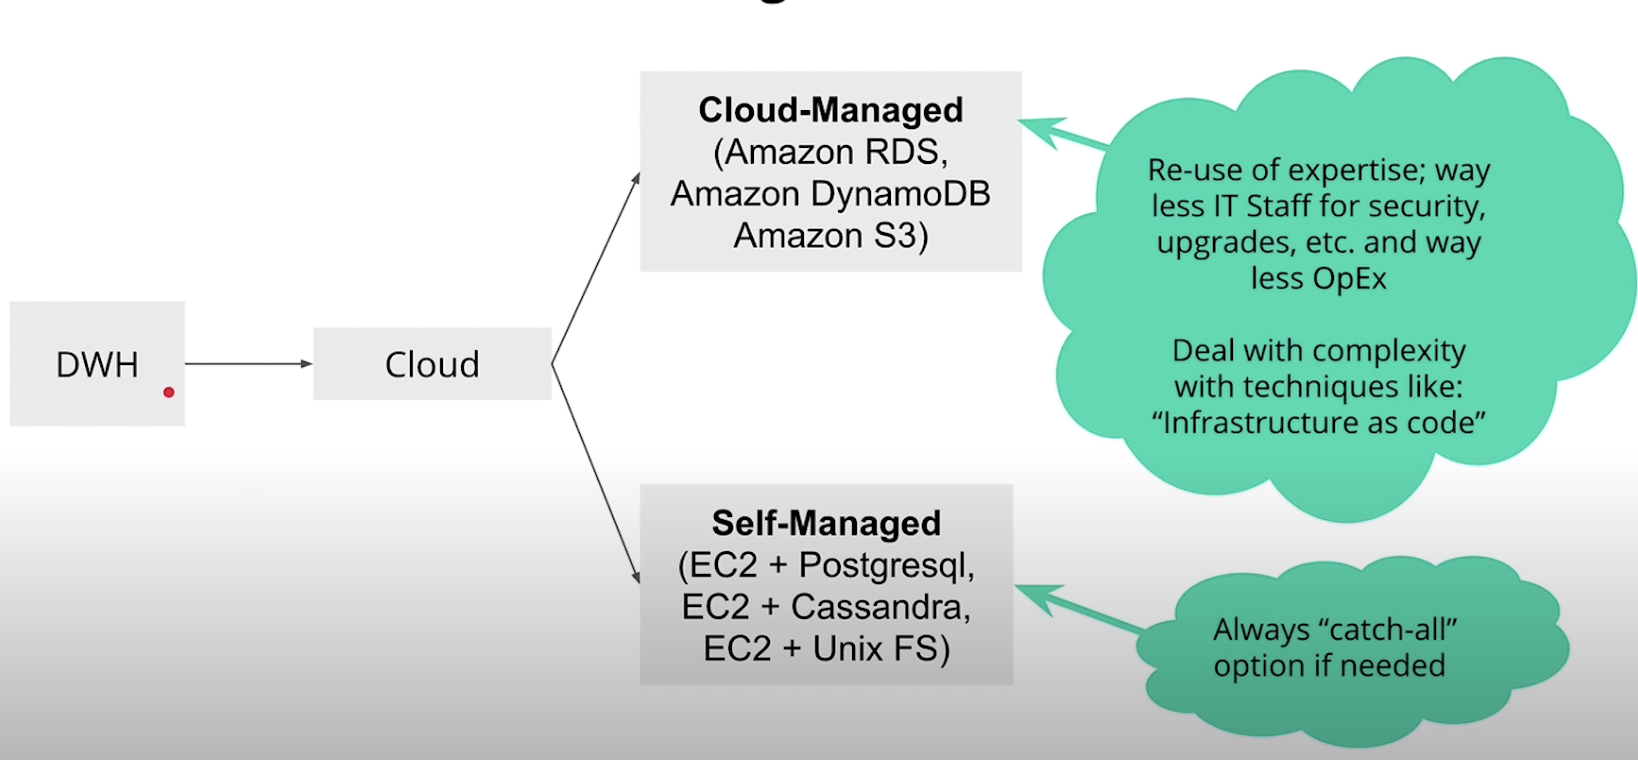 DWH
Cloud
Cloud-Managed
(Amazon RDS,
Amazon DynamoDB
Amazon S3)
Re-use of expertise; way
less IT Staff for security,
upgrades, etc. and way
less OpEx
Deal with complexity
with techniques like:
“Infrastructure as code”
Self-Managed
(EC2 + Postgresql,
EC2 + Cassandra,
EC2 + Unix FS)
Always “catch-all”
option if needed